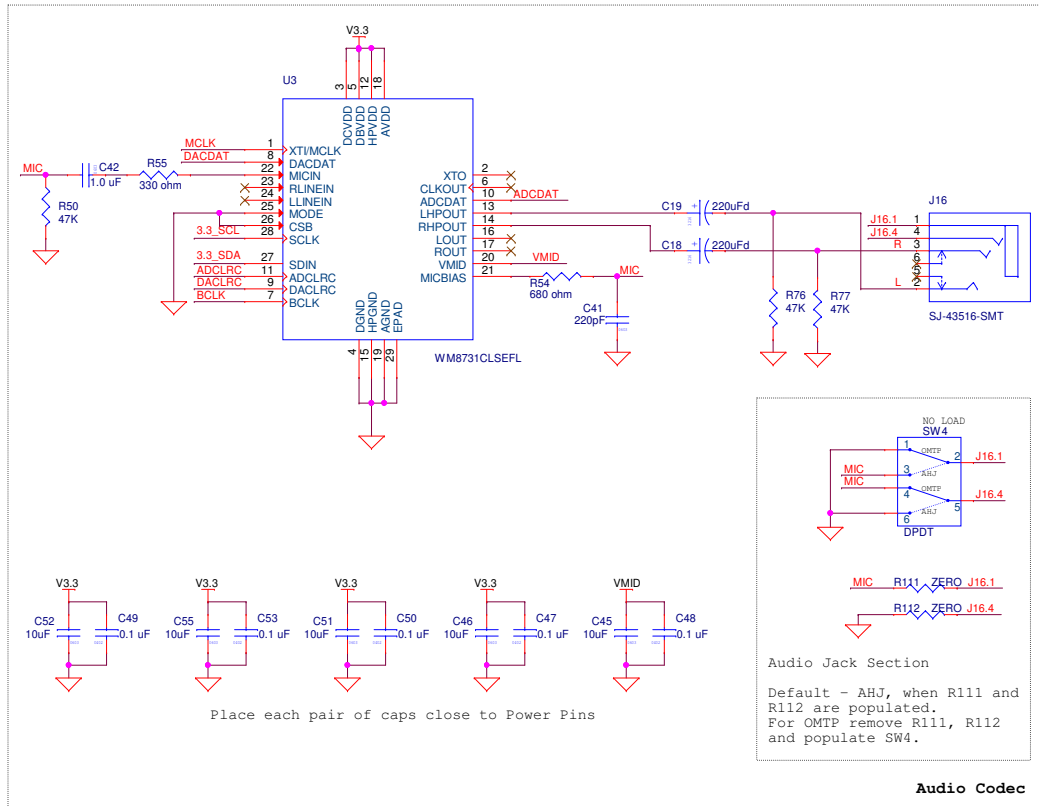 V3.3
U3
3
5
12
18
DCVDD
DBVDD
HPVDD
AVDD
MCLK
1
XTI/MCLK
DACDAT
8
DACDAT
MIC
C42
1.0 uF
R55
330 ohm
22
MICIN
23
RLINEIN
24
LLINEIN
25
MODE
26
CSB
3.3_SCL
28
SCLK
3.3_SDA
27
SDIN
ADCLRC
11
ADCLRC
DACLRC
9
DACLRC
BCLK
7
BCLK
R50
47K
XTO
2
CLKOUT
6
ADCDAT
10
ADCDAT
LHPOUT
13
RHPOUT
14
LOUT
16
ROUT
17
VMID
20
VMID
MICBIAS
21
R54
680 ohm
MIC
C41
220pF
DGND
HPGND
AGND
EPAD
4
15
19
29
WM8731CLSEFL
C19
+
220uFd
C18
+
220uFd
R76
47K
R77
47K
J16
J16.1
1
J16.4
4
R
3
6
5
L
2
SJ-43516-SMT
NO LOAD
SW4
1
OMTP
2
J16.1
MIC
3
AHJ
MIC
4
OMTP
5
J16.4
6
AHJ
DPDT
MIC
R111
ZERO
J16.1
R112
ZERO
J16.4
Audio Jack Section
Default - AHJ, when R111 and
R112 are populated.
For OMTP remove R111, R112
and populate SW4.
V3.3
C52
10uF
C49
0.1 uF
V3.3
C55
10uF
C53
0.1 uF
V3.3
C51
10uF
C50
0.1 uF
V3.3
C46
10uF
C47
0.1 uF
VMID
C45
10uF
C48
0.1 uF
Place each pair of caps close to Power Pins
Audio Codec